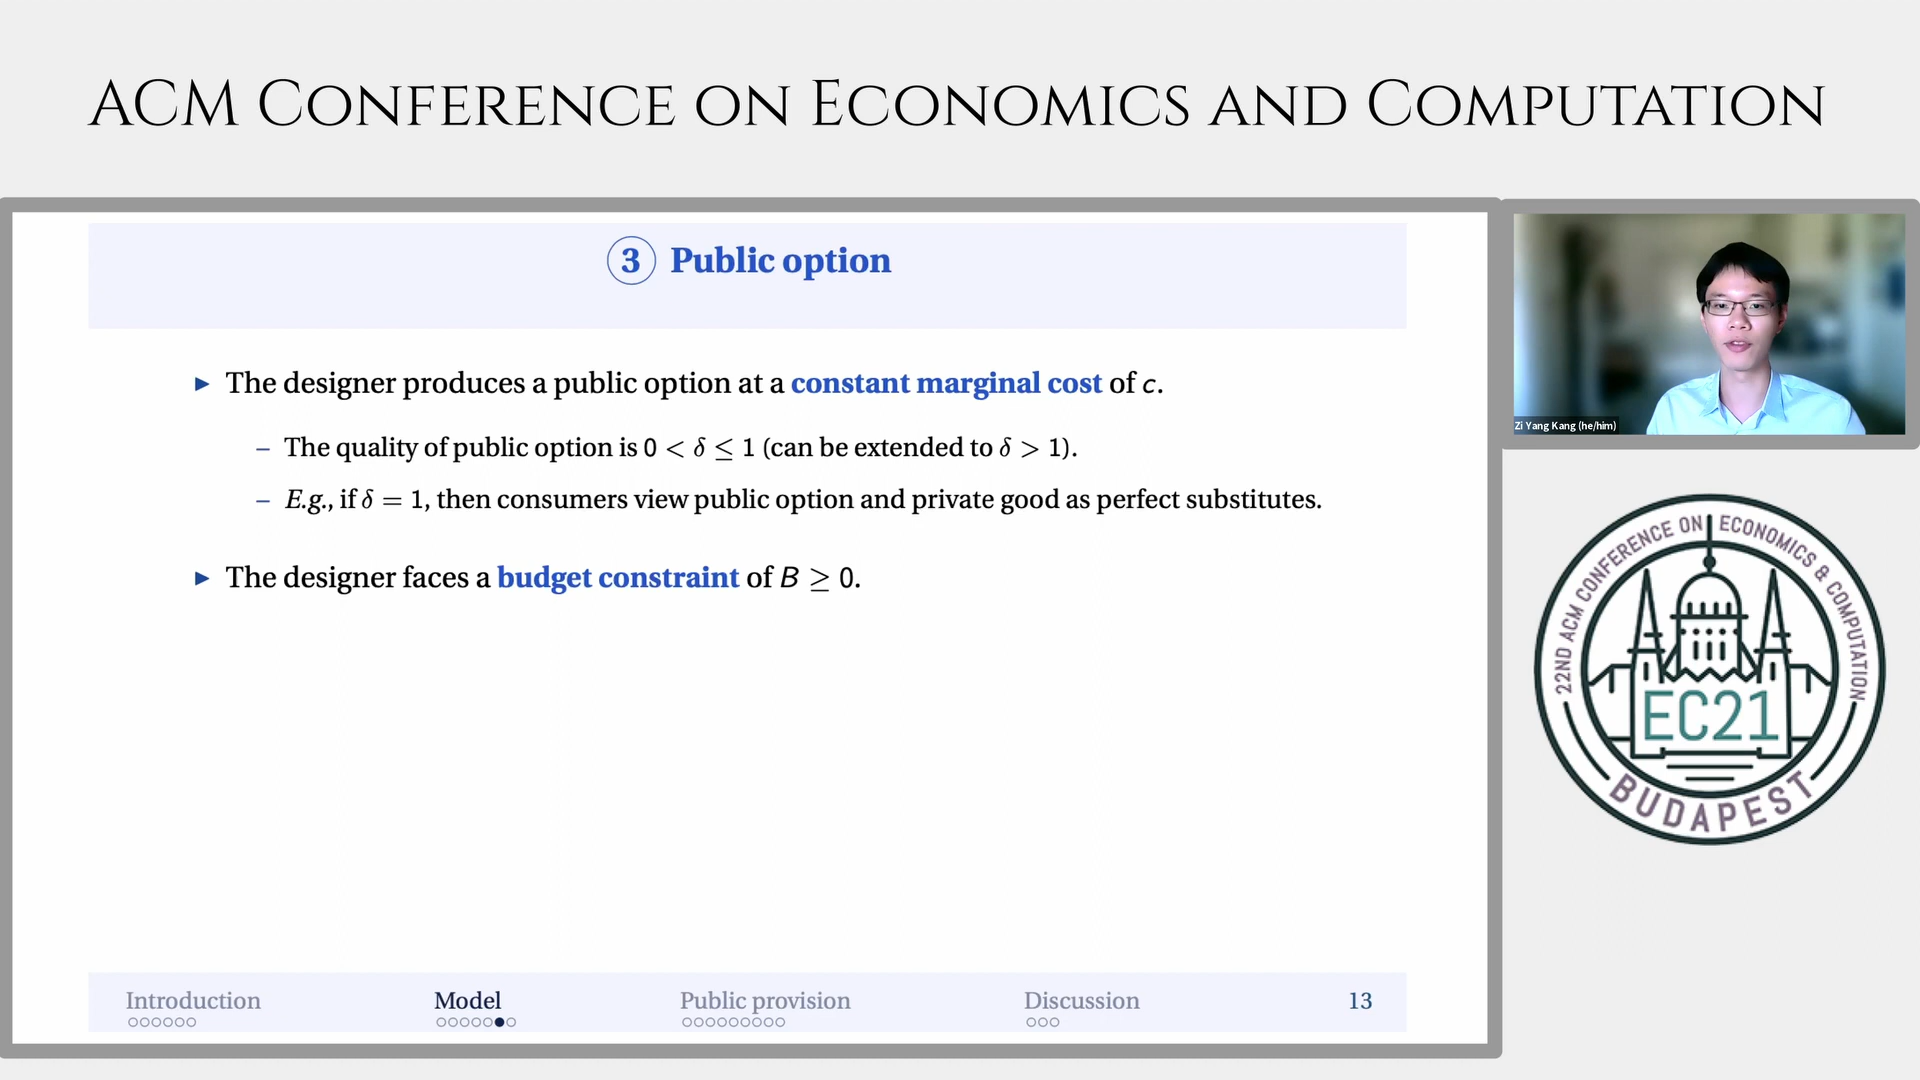 ACM Conference on Economics and Computation
3 Public option
► The designer produces a public option at a constant marginal cost of c.
– The quality of public option is 0 < δ ≤ 1 (can be extended to δ > 1).
– E.g., if δ = 1, then consumers view public option and private good as perfect substitutes.
► The designer faces a budget constraint of B ≥ 0.
Introduction Model Public provision Discussion 13
Zi Yang Kang (he/him)
22ND ACM CONFERENCE ON ECONOMICS & COMPUTATION
EC21
BUDAPEST